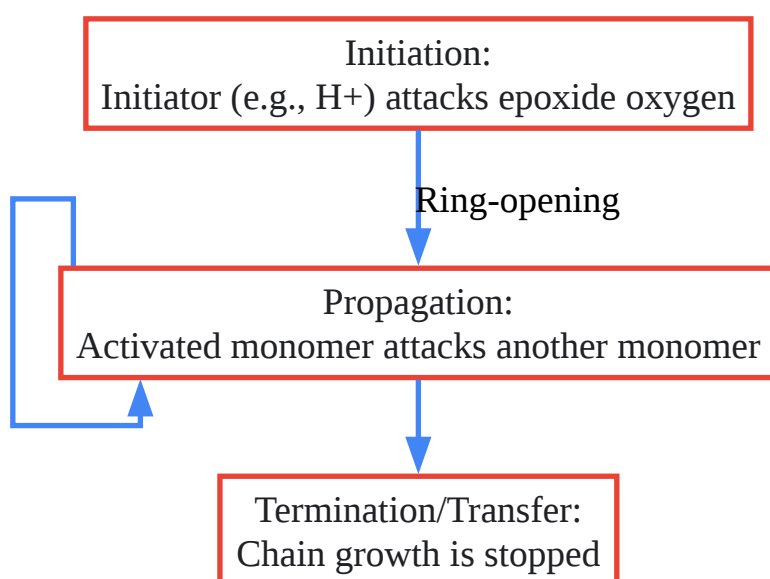 Initiation:
Initiator (e.g., H+) attacks epoxide oxygen
Ring-opening
Propagation:
Activated monomer attacks another monomer
Termination/Transfer:
Chain growth is stopped